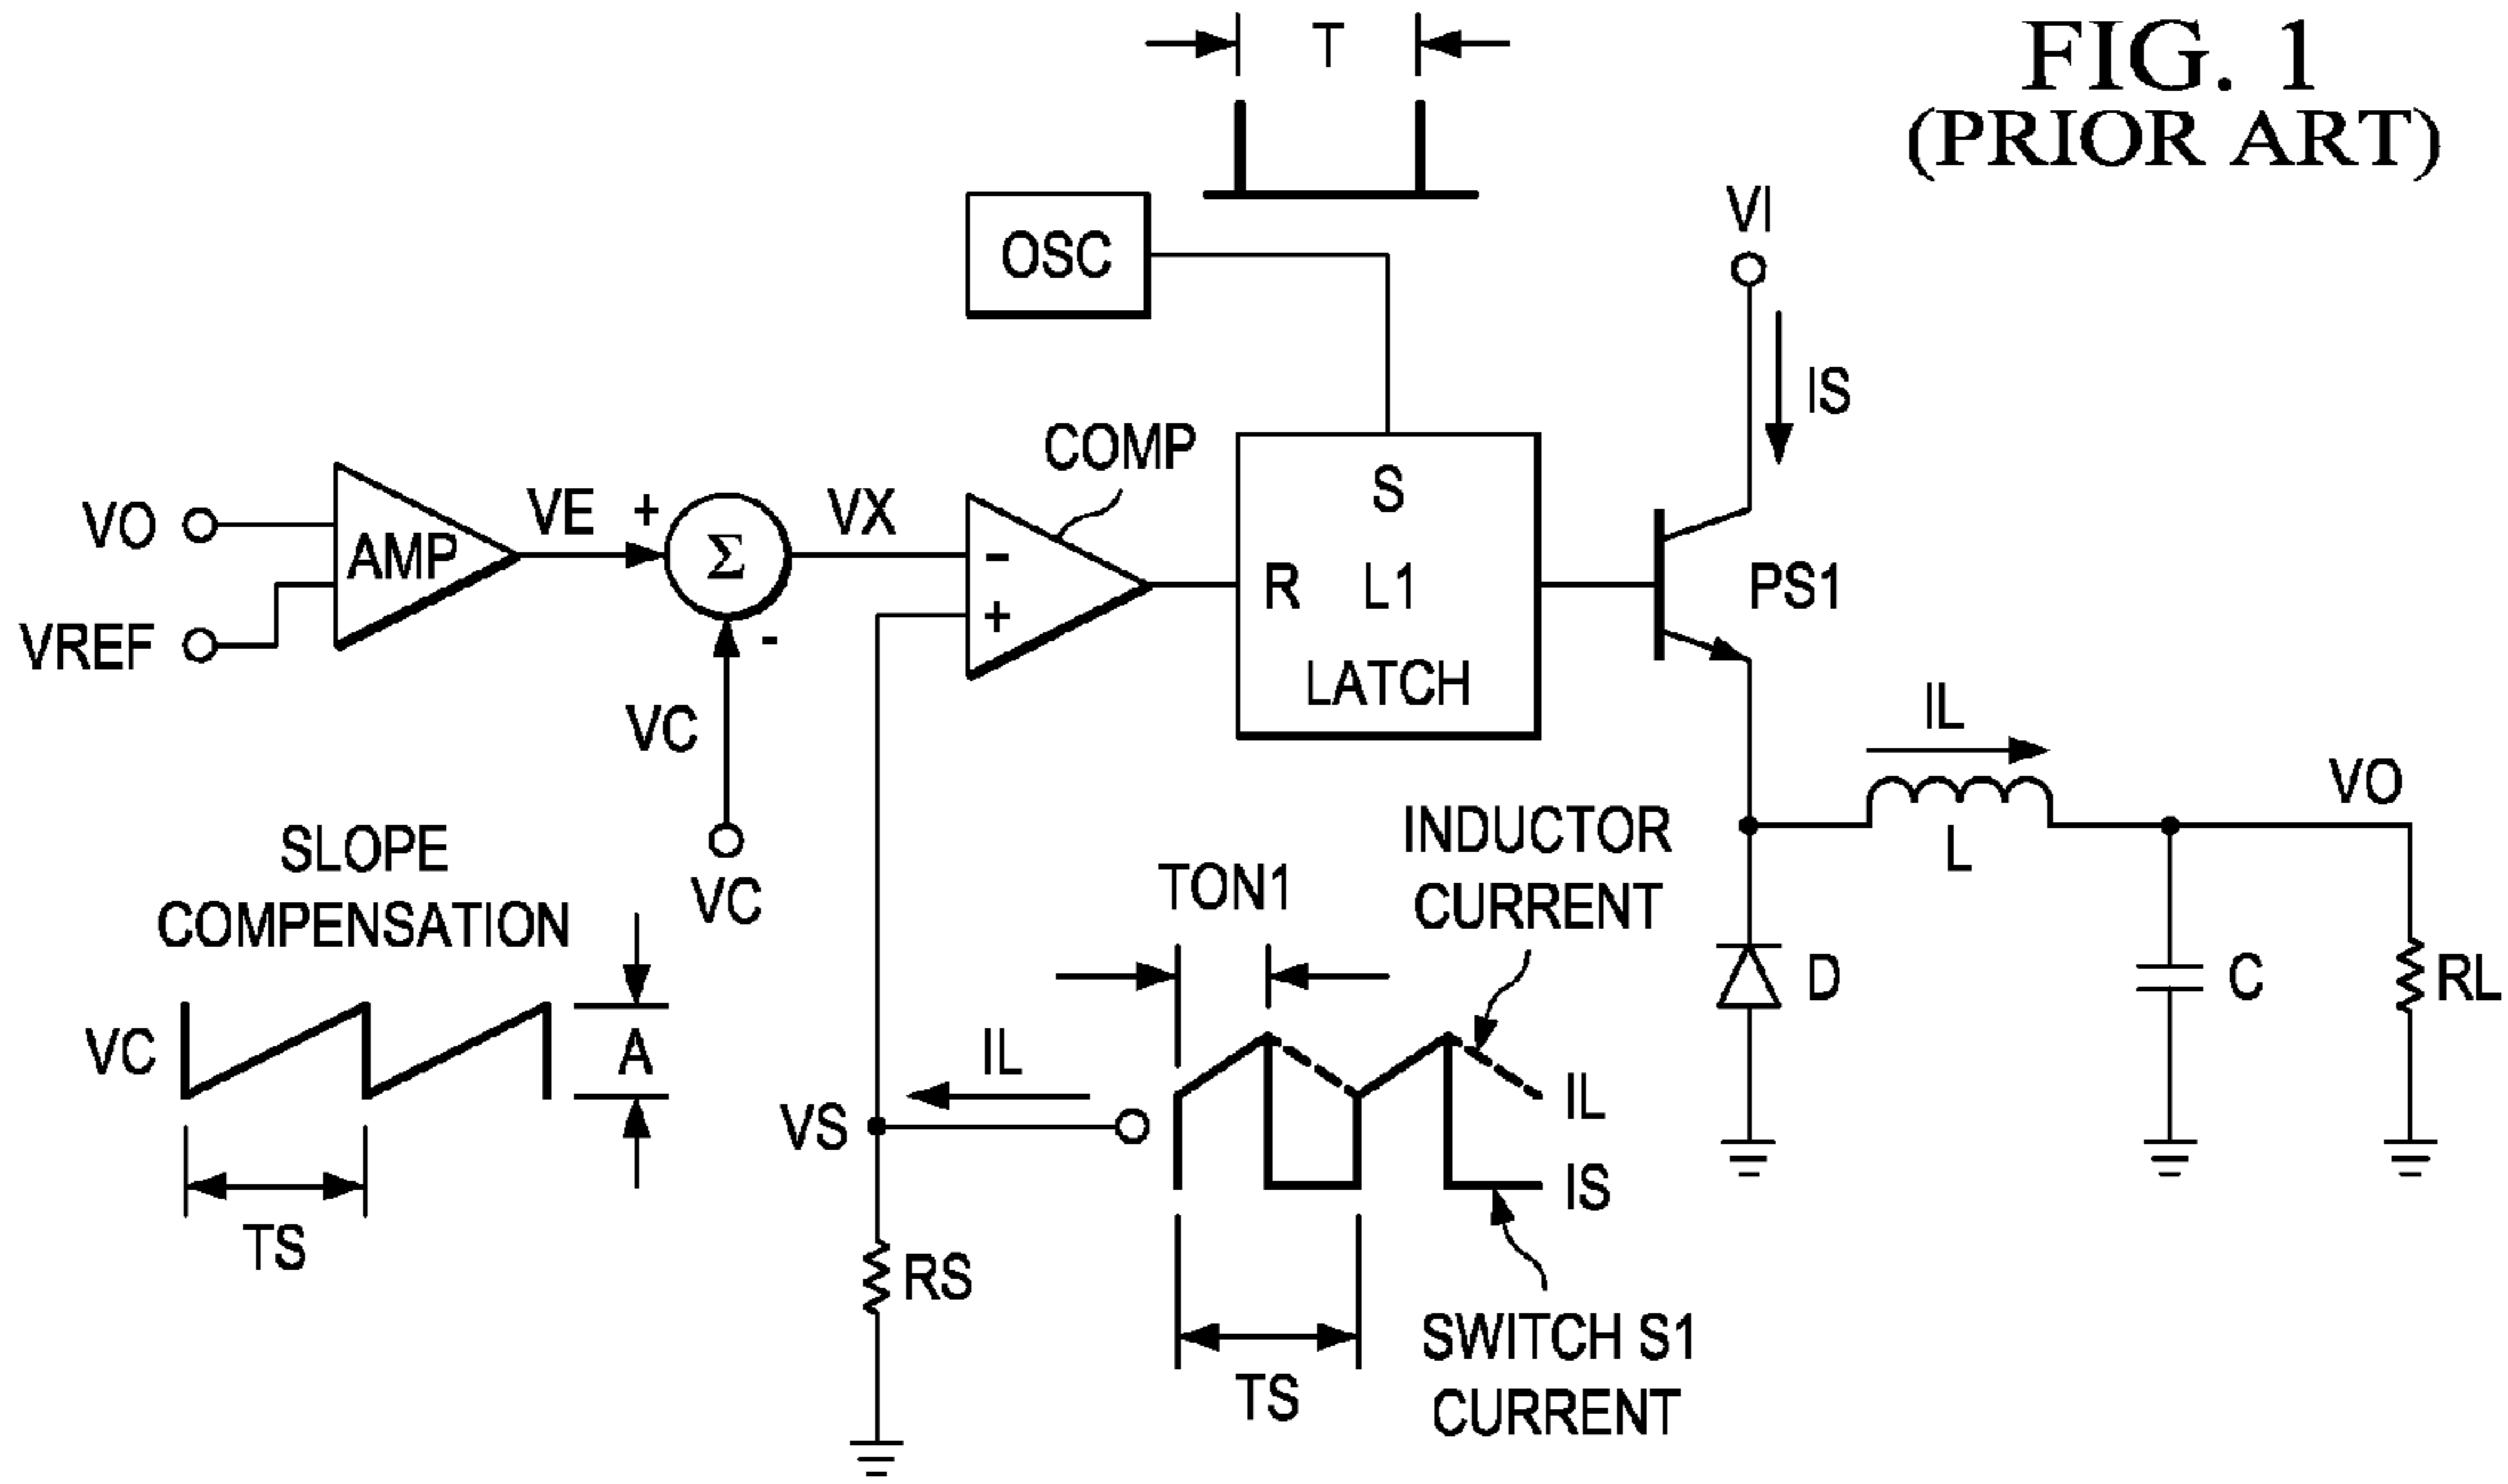 FIG. 1
(PRIOR ART)
T
OSC
VI
IS
COMP
VO
VREF
AMP
VE
+
Σ
-
VX
-
+
S
R
L1
LATCH
PS1
VC
VC
IL
L
VO
D
C
RL
SLOPE
COMPENSATION
VC
A
TS
INDUCTOR
CURRENT
TON1
IL
VS
IL
IS
RS
TS
SWITCH S1
CURRENT